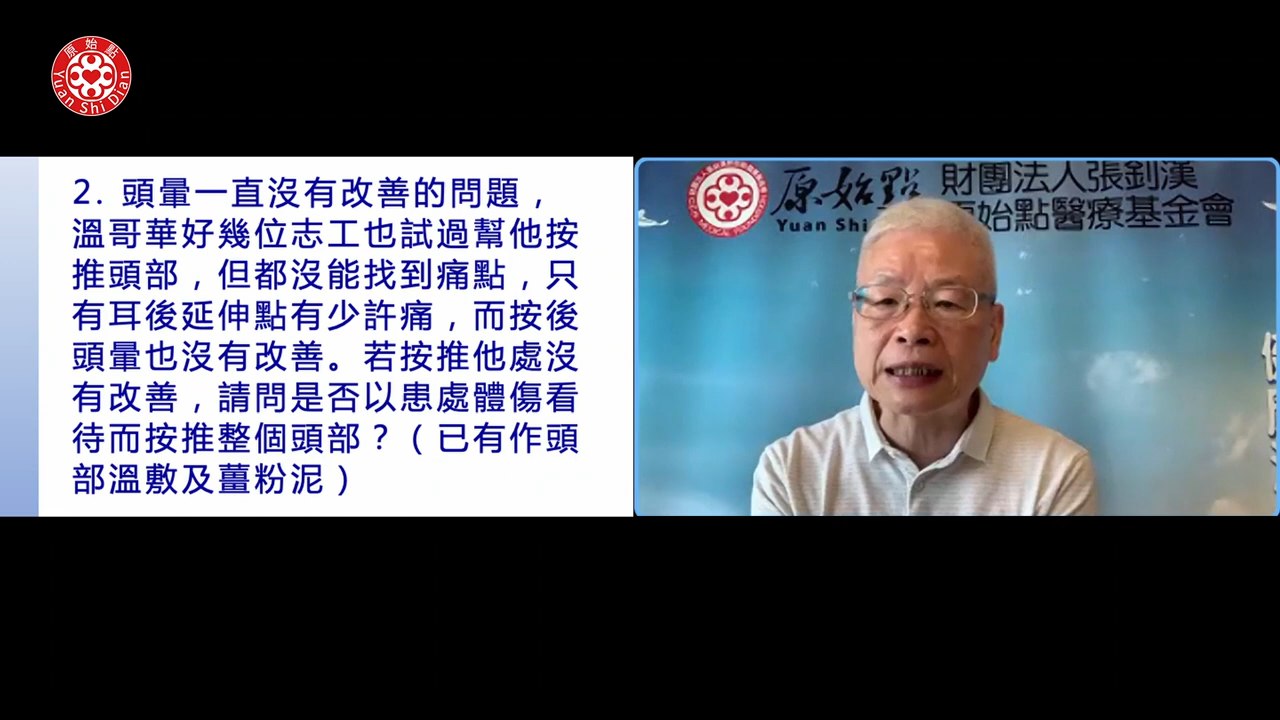 原始點
Yuan Shi Dian
2. 頭暈一直沒有改善的問題，
溫哥華好幾位志工也試過幫他按
推頭部，但都沒能找到痛點，只
有耳後延伸點有少許痛，而按後
頭暈也沒有改善。若按推他處沒
有改善，請問是否以患處體傷看
待而按推整個頭部？（已有作頭
部溫敷及薑粉泥）
原始點
Yuan Shi
財團法人張釗漢
原始點醫療基金會